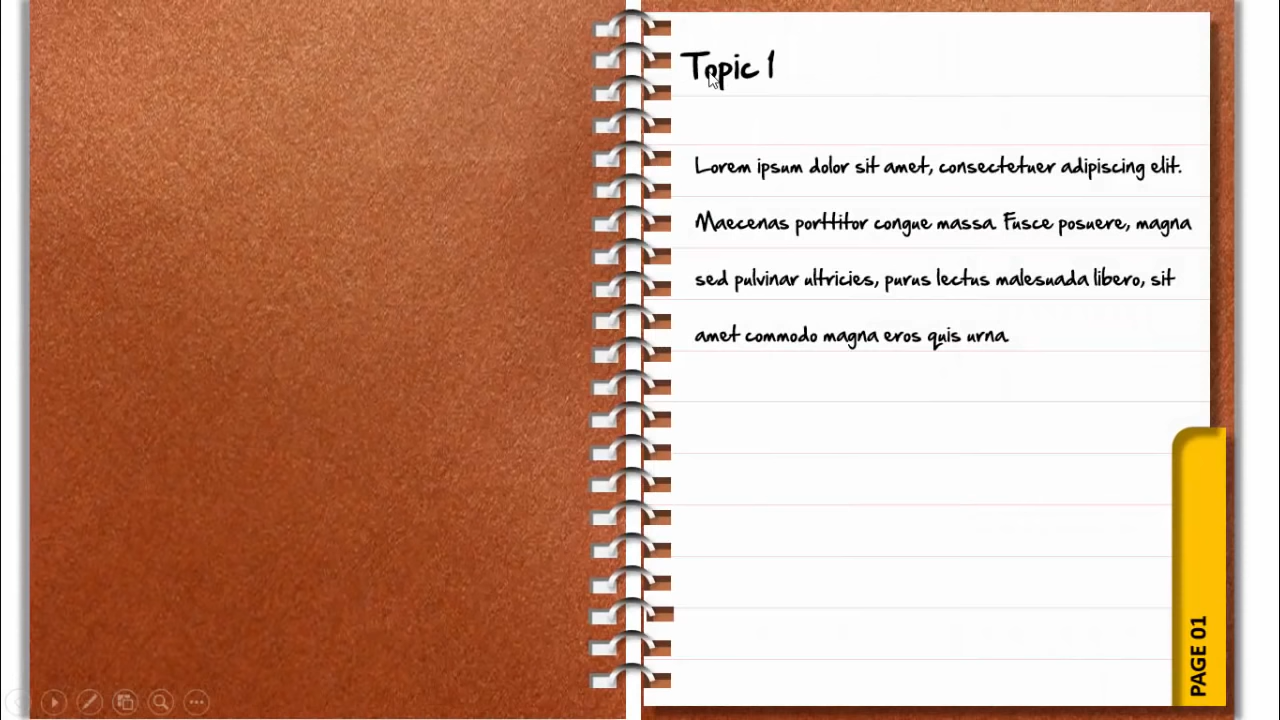 Topic 1
Lorem ipsum dolor sit amet, consectetuer adipiscing elit.
Maecenas porttitor congue massa. Fusce posuere, magna
sed pulvinar ultricies, purus lectus malesuada libero, sit
amet commodo magna eros quis urna.
PAGE 01